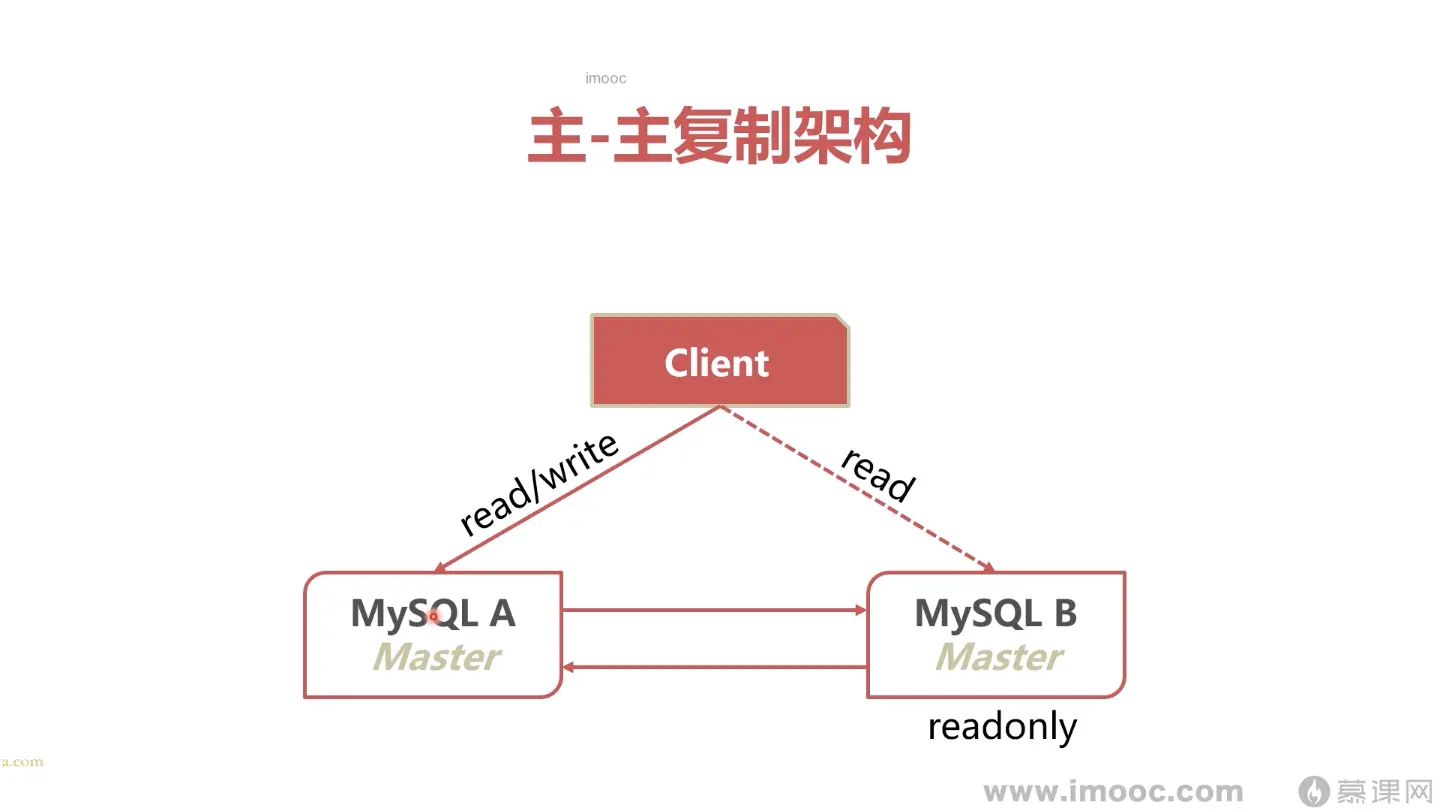 imooc
主-主复制架构
Client
read/write
read
MySQL A
Master
MySQL B
Master
readonly
a.com
www.imooc.com
慕课网